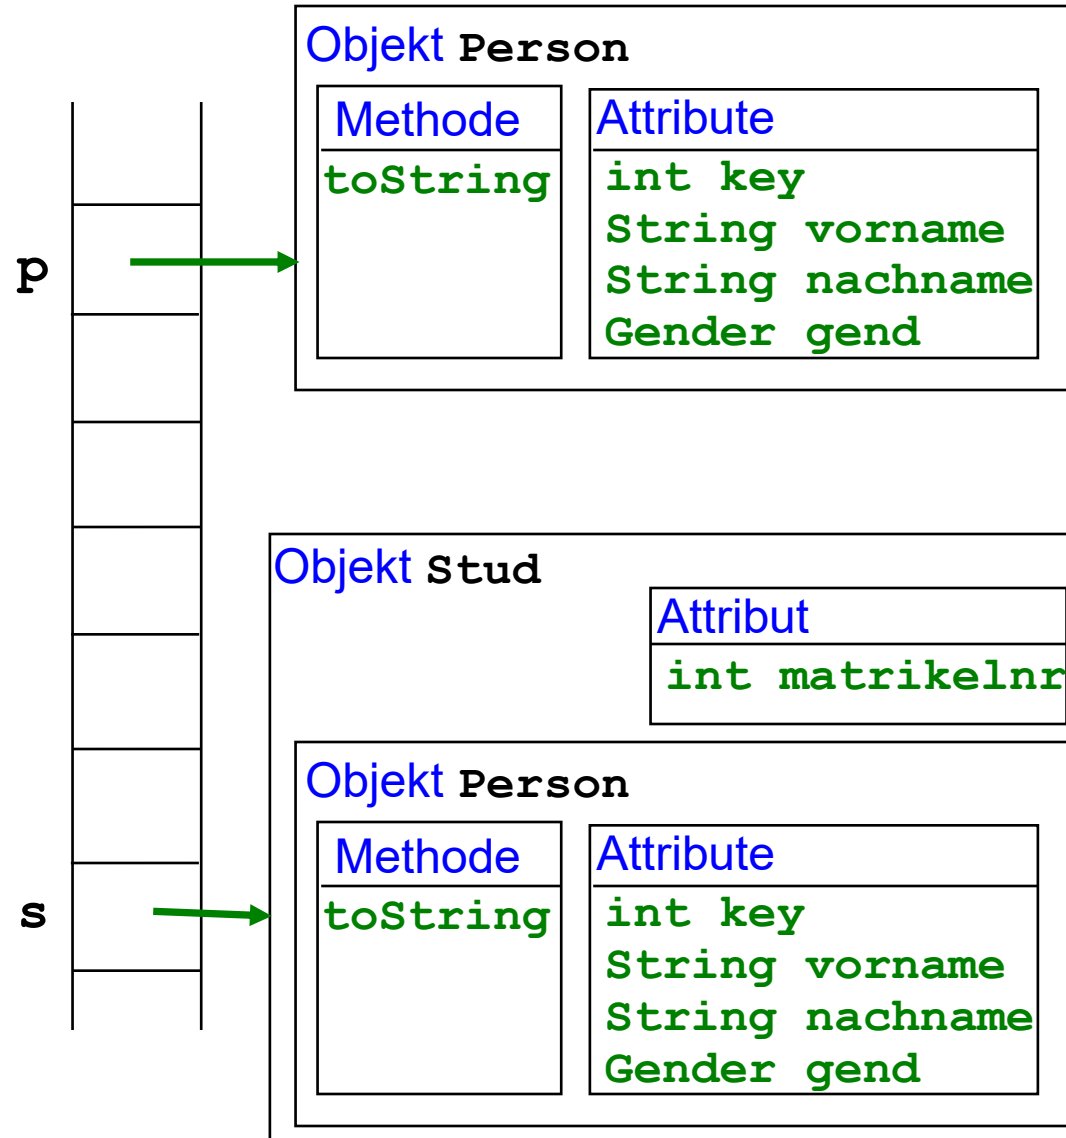 Objekt Person
Methode
toString
Attribute
int key
String vorname
String nachname
Gender gend
p
Objekt Stud
Attribut
int matrikelnr
Objekt Person
Methode
toString
Attribute
int key
String vorname
String nachname
Gender gend
s